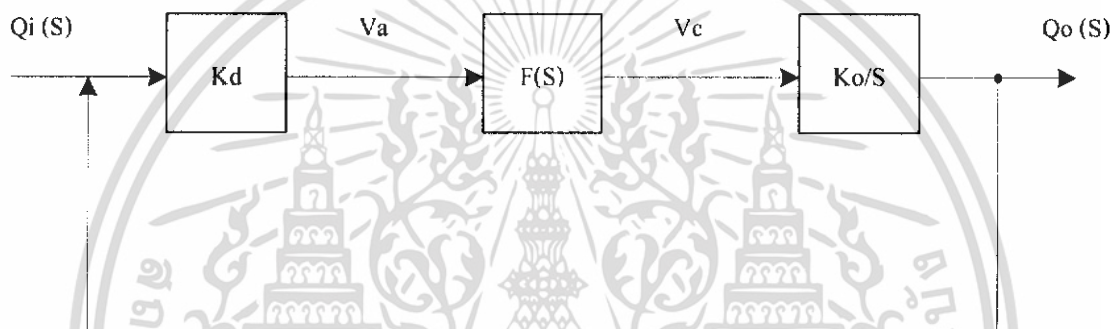 Qi (S)
Va
Vc
Qo (S)
Kd
F(S)
Ko/S